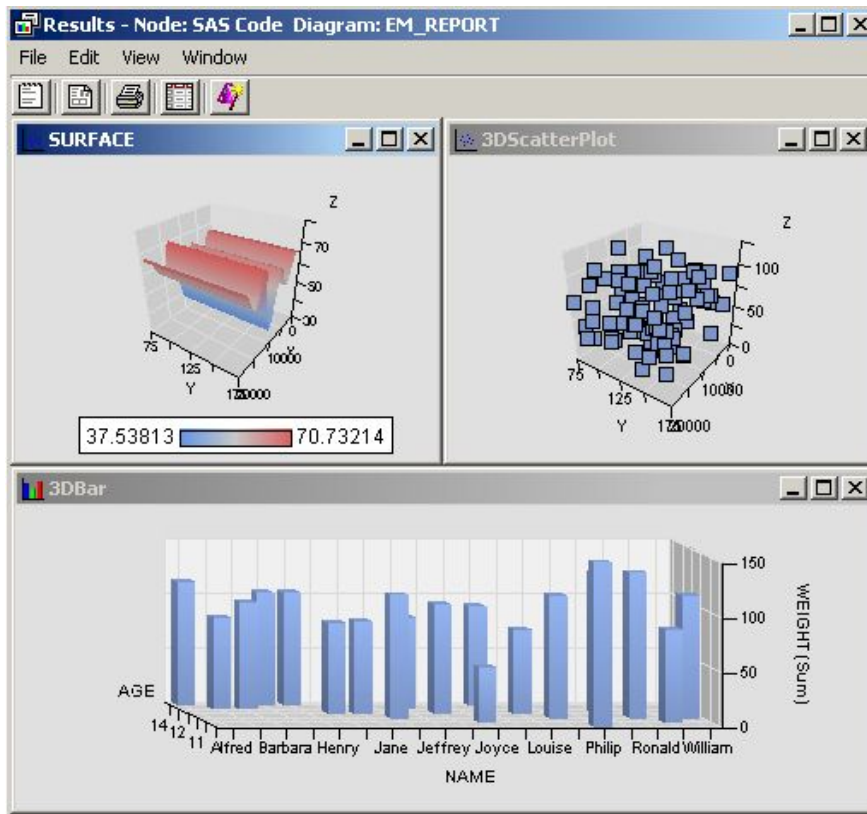 Results - Node: SAS Code Diagram: EM_REPORT
File Edit View Window
SURFACE
Z
70
50
30
0
10000
75
125
Y
37.53813 70.73214
3DScatterPlot
Z
100
50
0
0
75
125
Y
3DBar
150
100
50
0
WEIGHT (Sum)
AGE
14 12 11
Alfred Barbara Henry Jane Jeffrey Joyce Louise Philip Ronald William
NAME